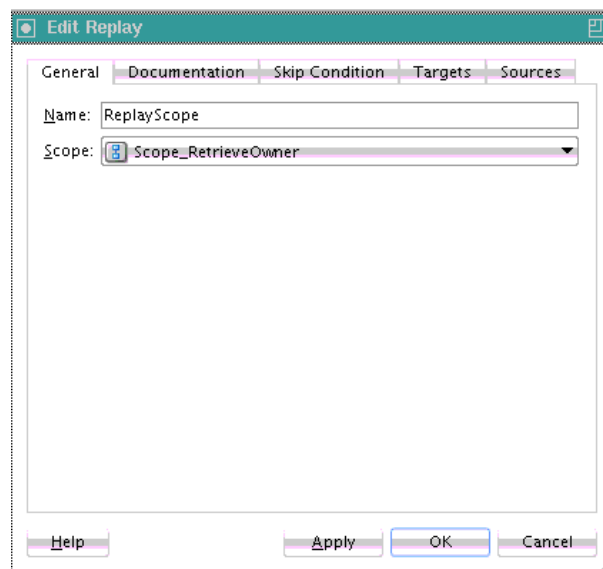 Edit Replay
General Documentation Skip Condition Targets Sources
Name: ReplayScope
Scope: Scope_RetrieveOwner
Help Apply OK Cancel